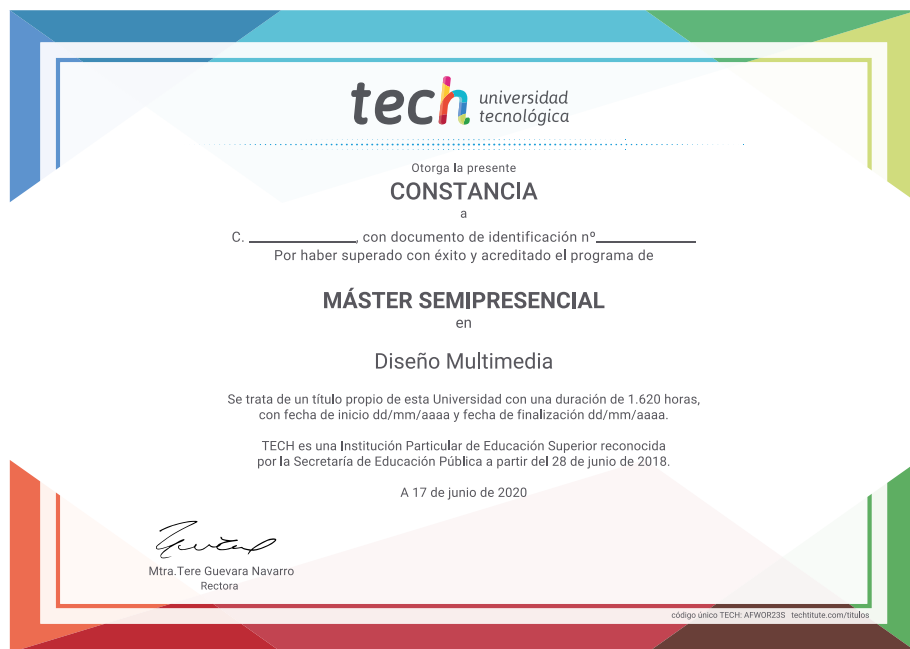 tech universidad
tecnológica
Otorga la presente
CONSTANCIA
a
C. ____________, con documento de identificación nº____________
Por haber superado con éxito y acreditado el programa de
MÁSTER SEMIPRESENCIAL
en
Diseño Multimedia
Se trata de un título propio de esta Universidad con una duración de 1.620 horas,
con fecha de inicio dd/mm/aaaa y fecha de finalización dd/mm/aaaa.
TECH es una Institución Particular de Educación Superior reconocida
por la Secretaría de Educación Pública a partir del 28 de junio de 2018.
A 17 de junio de 2020
Mtra.Tere Guevara Navarro
Rectora
código único TECH: AFWOR23S techtitute.com/titulos